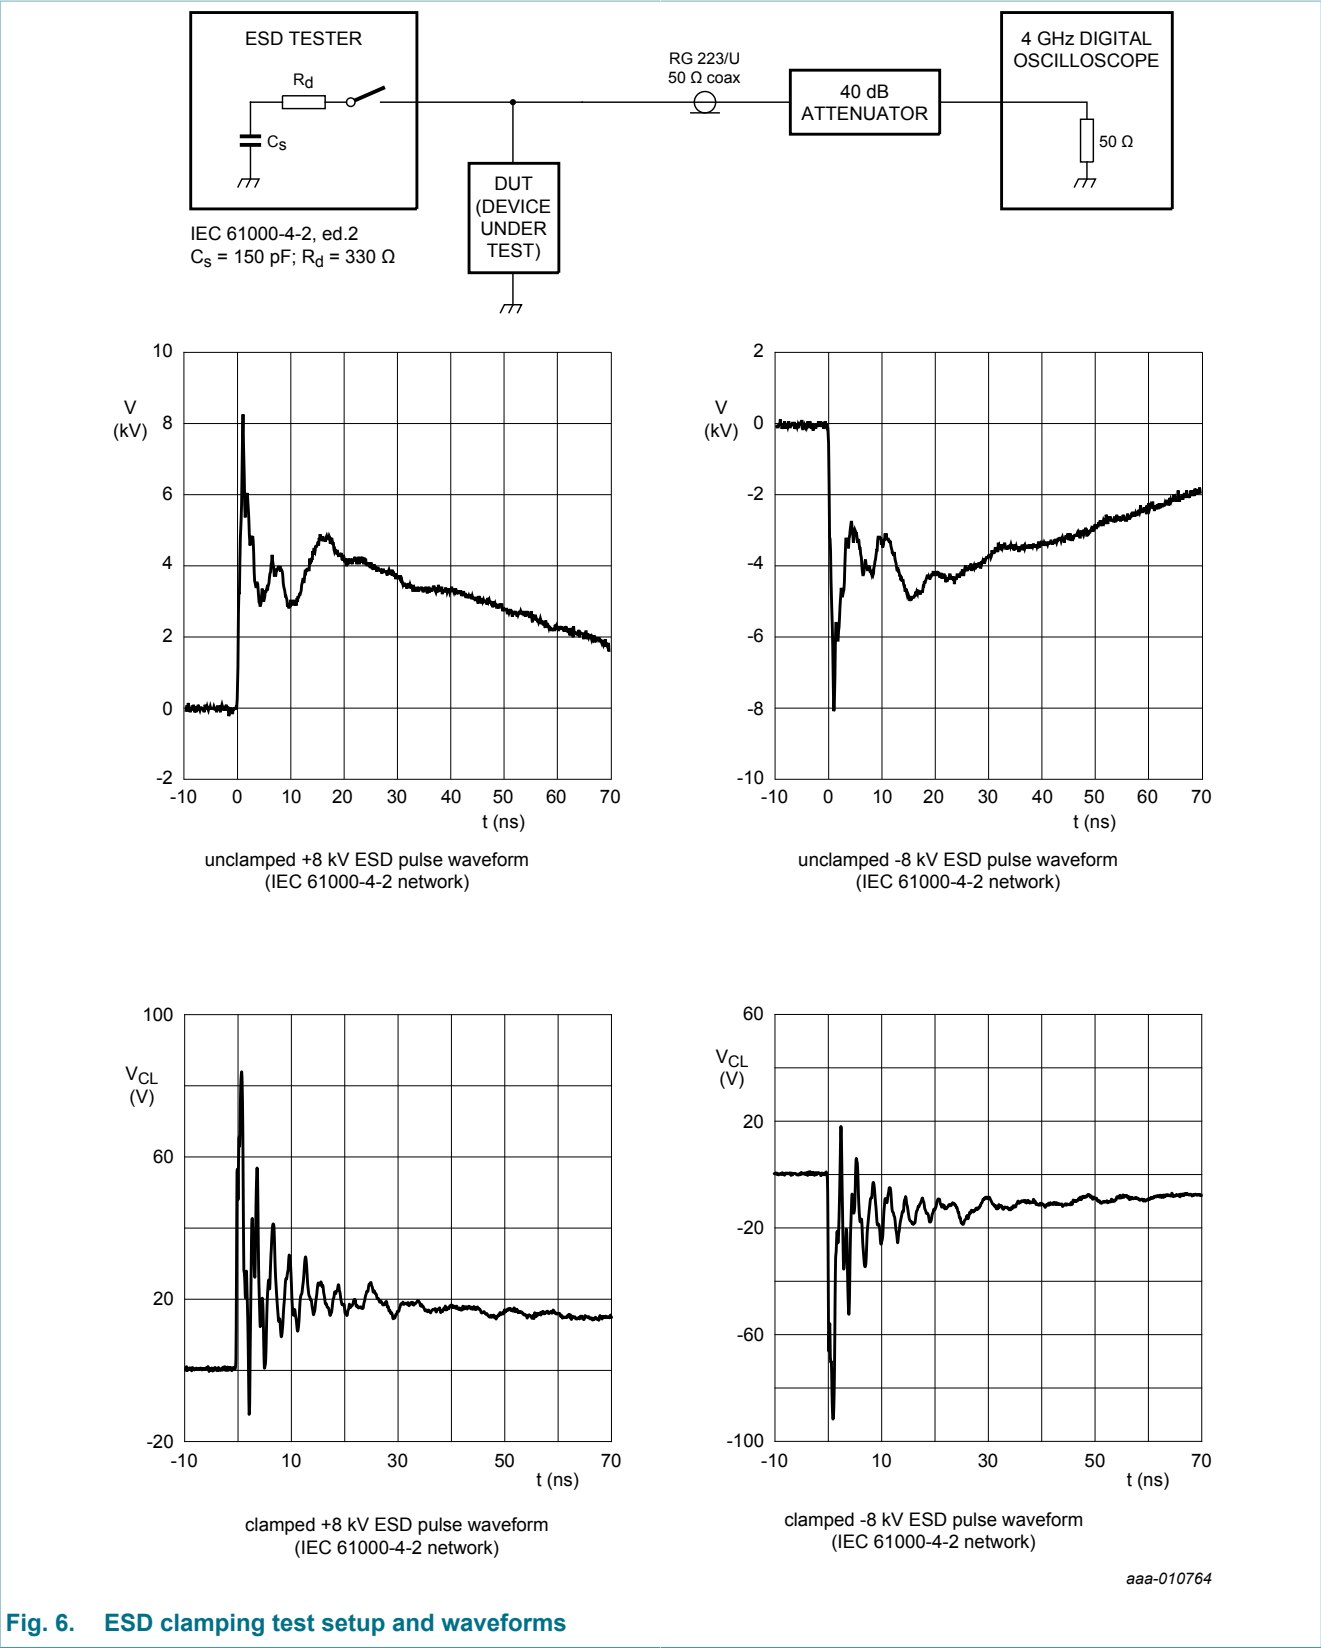 ESD TESTER
Rd
Cs
IEC 61000-4-2, ed.2
Cs = 150 pF; Rd = 330 Ω
DUT
(DEVICE
UNDER
TEST)
RG 223/U
50 Ω coax
40 dB
ATTENUATOR
4 GHz DIGITAL
OSCILLOSCOPE
50 Ω
V
(kV)
10
8
6
4
2
0
-2
-10 0 10 20 30 40 50 60 70
t (ns)
unclamped +8 kV ESD pulse waveform
(IEC 61000-4-2 network)
V
(kV)
2
0
-2
-4
-6
-8
-10
-10 0 10 20 30 40 50 60 70
t (ns)
unclamped -8 kV ESD pulse waveform
(IEC 61000-4-2 network)
VCL
(V)
100
60
20
-20
-10 10 30 50 70
t (ns)
clamped +8 kV ESD pulse waveform
(IEC 61000-4-2 network)
VCL
(V)
60
20
-20
-60
-100
-10 10 30 50 70
t (ns)
clamped -8 kV ESD pulse waveform
(IEC 61000-4-2 network)
aaa-010764
Fig. 6. ESD clamping test setup and waveforms